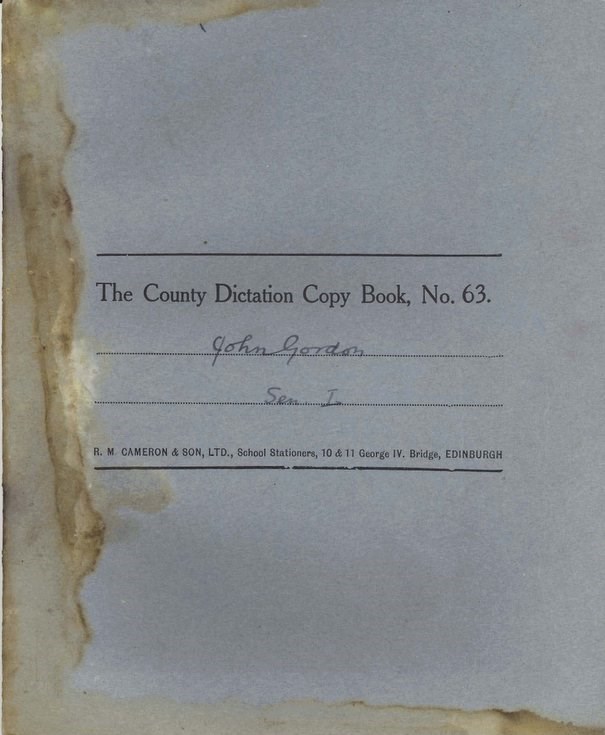 The County Dictation Copy Book, No. 63.
John Gordon
Sen I
R. M. CAMERON & SON, LTD., School Stationers, 10 & 11 George IV. Bridge, EDINBURGH